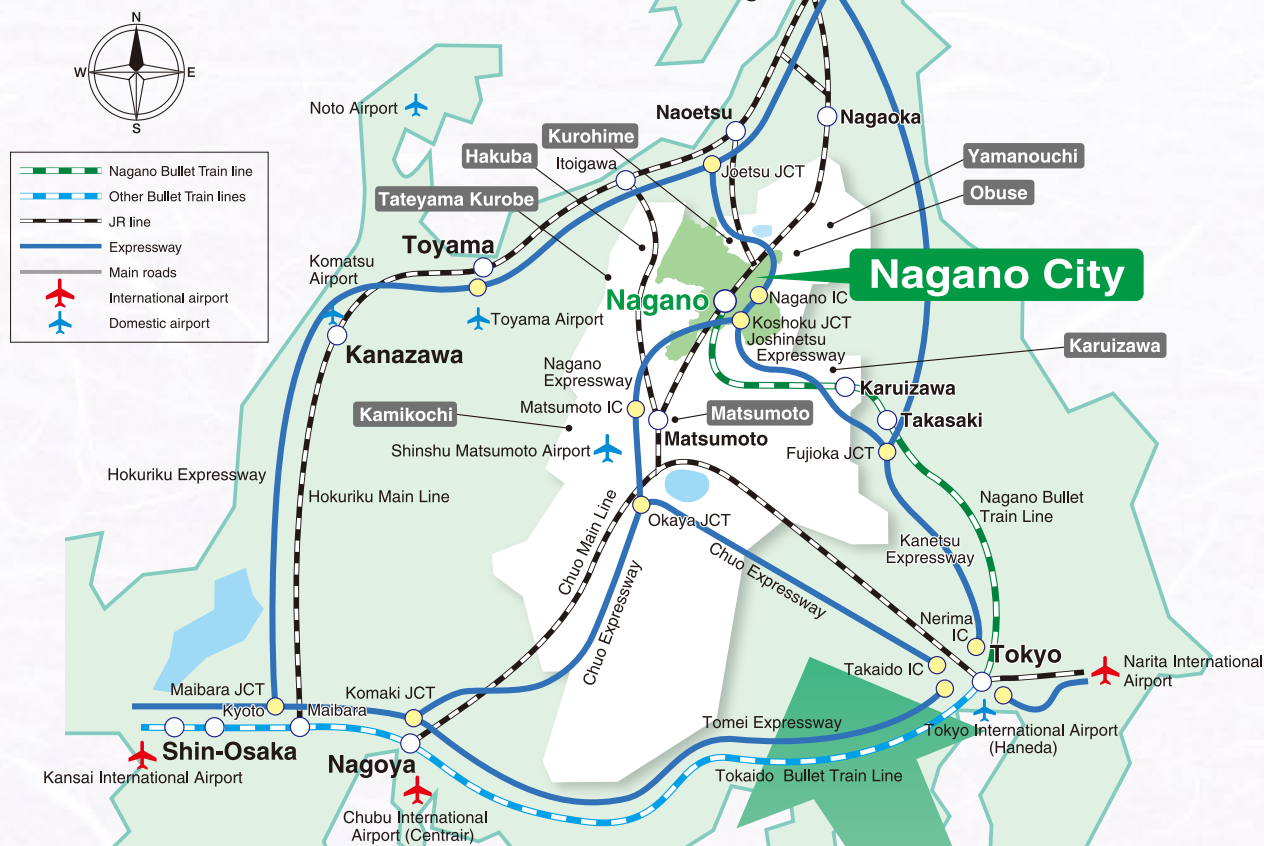 N
W
E
S
Noto Airport
Naoetsu
Nagaoka
Kurohime
Hakuba
Itoigawa
Joetsu JCT
Yamanouchi
Obuse
Tateyama Kurobe
Nagano Bullet Train line
Other Bullet Train lines
JR line
Expressway
Main roads
International airport
Domestic airport
Toyama
Komatsu
Airport
Nagano City
Nagano
Nagano IC
Toyama Airport
Koshoku JCT
Joshinetsu
Expressway
Kanazawa
Karuizawa
Nagano
Expressway
Karuizawa
Matsumoto IC
Kamikochi
Matsumoto
Takasaki
Matsumoto
Shinshu Matsumoto Airport
Fujioka JCT
Hokuriku Expressway
Hokuriku Main Line
Nagano Bullet
Train Line
Okaya JCT
Chuo Main Line
Chuo Expressway
Kanetsu
Expressway
Chuo Expressway
Nerima
IC
Tokyo
Takaido IC
Narita International
Airport
Maibara JCT
Komaki JCT
Kyoto
Maibara
Tomei Expressway
Tokyo International Airport
(Haneda)
Shin-Osaka
Nagoya
Kansai International Airport
Tokaido Bullet Train Line
Chubu International
Airport (Centrair)